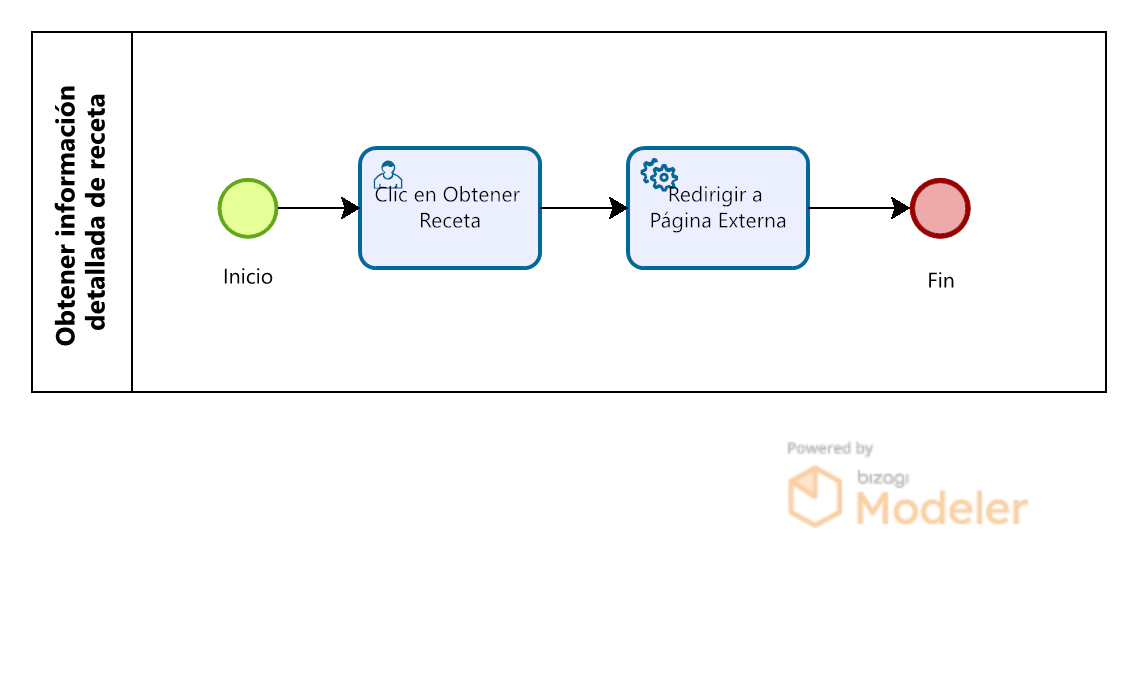 Obtener información
detallada de receta
Inicio
Clic en Obtener
Receta
Redirigir a
Página Externa
Fin
Powered by
bizagi
Modeler